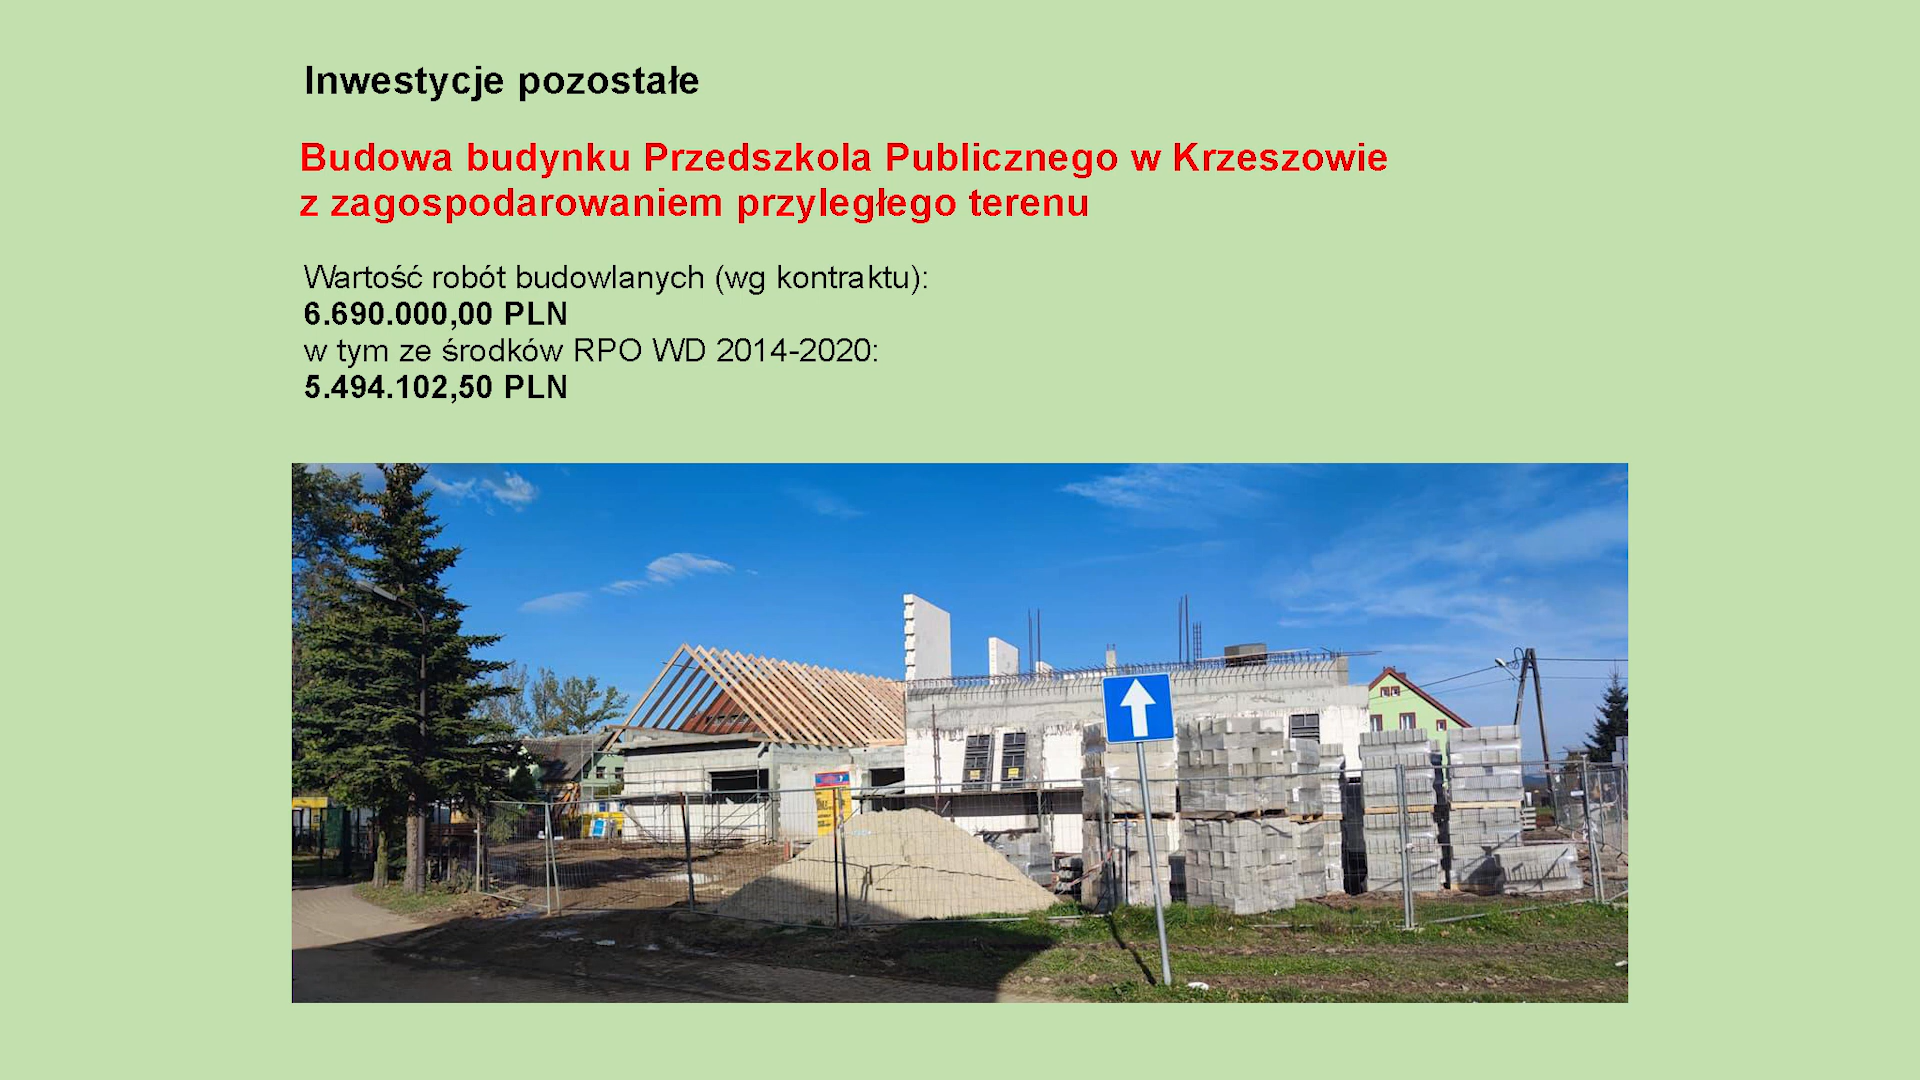 Inwestycje pozostałe
Budowa budynku Przedszkola Publicznego w Krzeszowie
z zagospodarowaniem przyległego terenu
Wartość robót budowlanych (wg kontraktu):
6.690.000,00 PLN
w tym ze środków RPO WD 2014-2020:
5.494.102,50 PLN